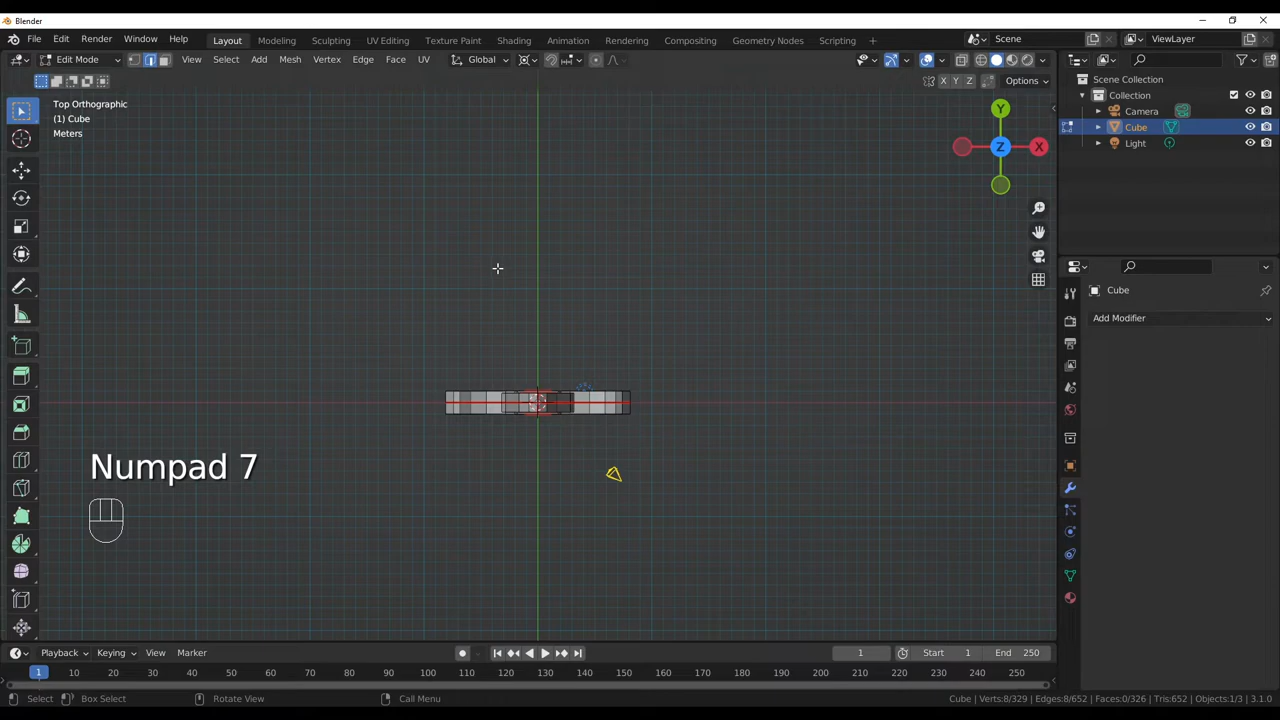 Blender
File Edit Render Window Help Layout Modeling Sculpting UV Editing Texture Paint Shading Animation Rendering Compositing Geometry Nodes Scripting + Scene ViewLayer
Edit Mode View Select Add Mesh Vertex Edge Face UV Global
X Y Z Options
Top Orthographic
(1) Cube
Meters
Y
Z
X
Scene Collection
Collection
Camera
Cube
Light
Cube
Add Modifier
Numpad 7
Playback Keying View Marker 1 Start 1 End 250
1 10 20 30 40 50 60 70 80 90 100 110 120 130 140 150 160 170 180 190 200 210 220 230 240 250
Select Box Select Rotate View Call Menu Cube | Verts:8/329 | Edges:8/652 | Faces:0/326 | Tris:652 | Objects:1/3 | 3.1.0